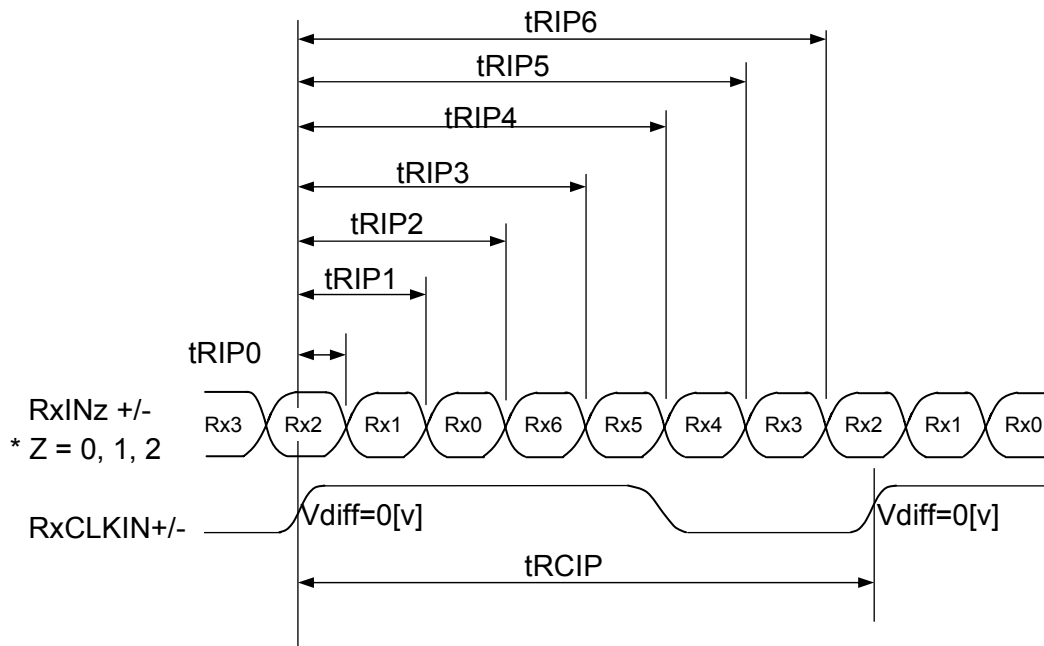 tRIP6
tRIP5
tRIP4
tRIP3
tRIP2
tRIP1
tRIP0
RxINz +/-
* Z = 0, 1, 2
Rx3 Rx2 Rx1 Rx0 Rx6 Rx5 Rx4 Rx3 Rx2 Rx1 Rx0
RxCLKIN+/-
Vdiff=0[v] Vdiff=0[v]
tRCIP